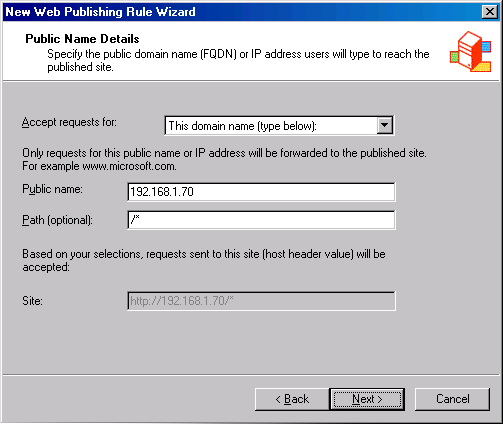 New Web Publishing Rule Wizard
Public Name Details
Specify the public domain name (FQDN) or IP address users will type to reach the
published site.
Accept requests for:
This domain name (type below):
Only requests for this public name or IP address will be forwarded to the published site.
For example www.microsoft.com.
Public name:
192.168.1.70
Path (optional):
/*
Based on your selections, requests sent to this site (host header value) will be
accepted:
Site:
http://192.168.1.70/*
< Back
Next >
Cancel